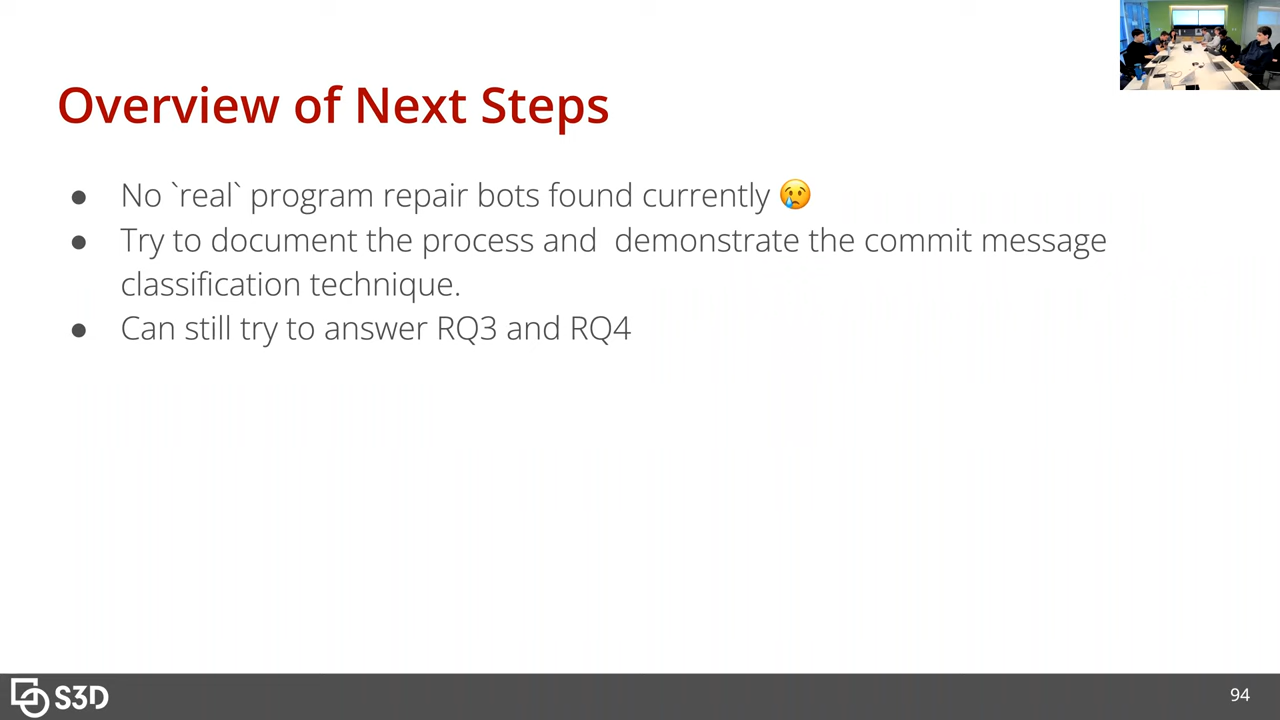 Overview of Next Steps
● No `real` program repair bots found currently 😢
● Try to document the process and  demonstrate the commit message
classification technique.
● Can still try to answer RQ3 and RQ4
S3D
94